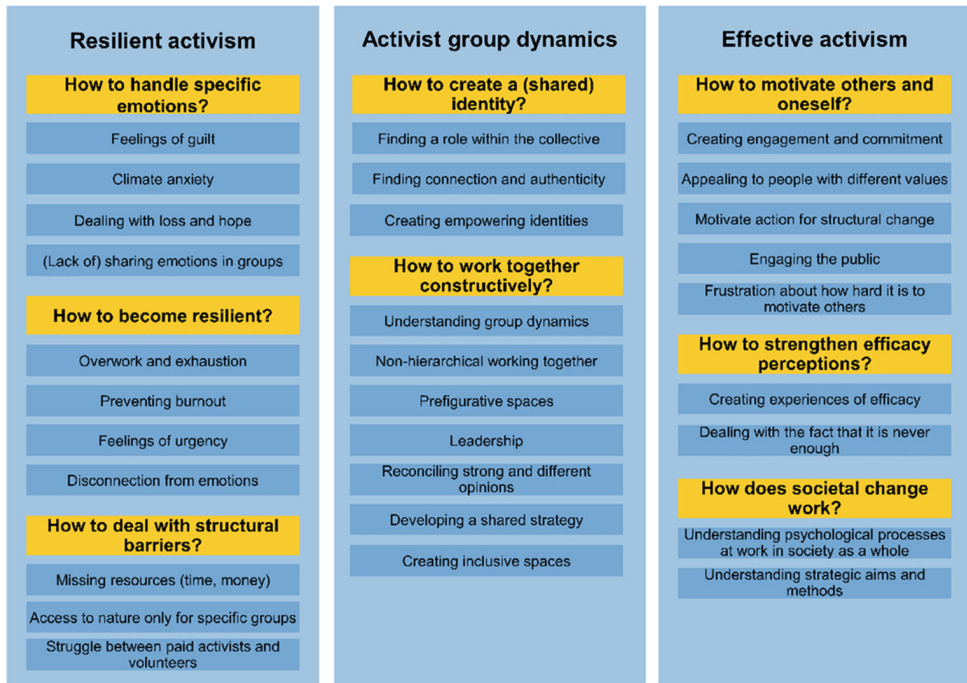 Resilient activism
How to handle specific
emotions?
Feelings of guilt
Climate anxiety
Dealing with loss and hope
(Lack of) sharing emotions in groups
How to become resilient?
Overwork and exhaustion
Preventing burnout
Feelings of urgency
Disconnection from emotions
How to deal with structural
barriers?
Missing resources (time, money)
Access to nature only for specific groups
Struggle between paid activists and
volunteers
Activist group dynamics
How to create a (shared)
identity?
Finding a role within the collective
Finding connection and authenticity
Creating empowering identities
How to work together
constructively?
Understanding group dynamics
Non-hierarchical working together
Prefigurative spaces
Leadership
Reconciling strong and different
opinions
Developing a shared strategy
Creating inclusive spaces
Effective activism
How to motivate others and
oneself?
Creating engagement and commitment
Appealing to people with different values
Motivate action for structural change
Engaging the public
Frustration about how hard it is to
motivate others
How to strengthen efficacy
perceptions?
Creating experiences of efficacy
Dealing with the fact that it is never
enough
How does societal change
work?
Understanding psychological processes
at work in society as a whole
Understanding strategic aims and
methods